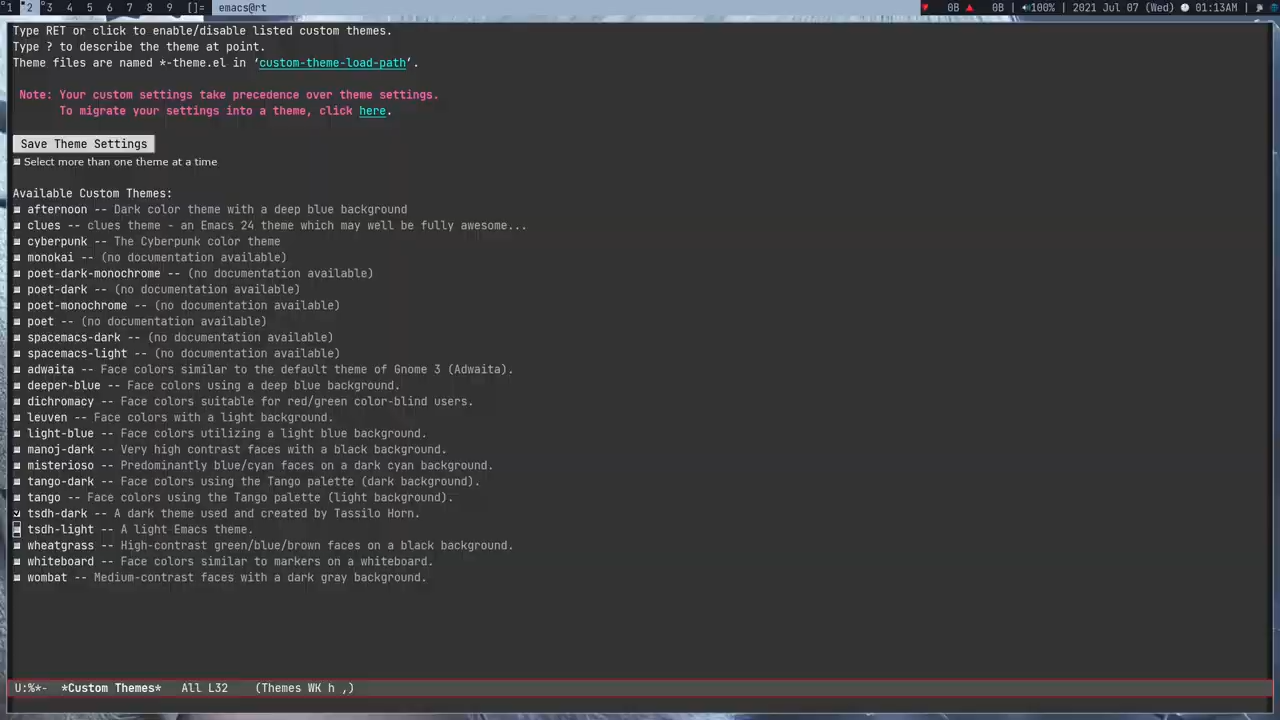 1 2 3 4 5 6 7 8 9 []= emacs@rt 0B 0B | 100% | 2021 Jul 07 (Wed) 01:13AM |
Type RET or click to enable/disable listed custom themes.
Type ? to describe the theme at point.
Theme files are named *-theme.el in ‘custom-theme-load-path’.
Note: Your custom settings take precedence over theme settings.
To migrate your settings into a theme, click here.
Save Theme Settings
Select more than one theme at a time
Available Custom Themes:
afternoon -- Dark color theme with a deep blue background
clues -- clues theme - an Emacs 24 theme which may well be fully awesome...
cyberpunk -- The Cyberpunk color theme
monokai -- (no documentation available)
poet-dark-monochrome -- (no documentation available)
poet-dark -- (no documentation available)
poet-monochrome -- (no documentation available)
poet -- (no documentation available)
spacemacs-dark -- (no documentation available)
spacemacs-light -- (no documentation available)
adwaita -- Face colors similar to the default theme of Gnome 3 (Adwaita).
deeper-blue -- Face colors using a deep blue background.
dichromacy -- Face colors suitable for red/green color-blind users.
leuven -- Face colors with a light background.
light-blue -- Face colors utilizing a light blue background.
manoj-dark -- Very high contrast faces with a black background.
misterioso -- Predominantly blue/cyan faces on a dark cyan background.
tango-dark -- Face colors using the Tango palette (dark background).
tango -- Face colors using the Tango palette (light background).
tsdh-dark -- A dark theme used and created by Tassilo Horn.
tsdh-light -- A light Emacs theme.
wheatgrass -- High-contrast green/blue/brown faces on a black background.
whiteboard -- Face colors similar to markers on a whiteboard.
wombat -- Medium-contrast faces with a dark gray background.
U:%*- *Custom Themes* All L32 (Themes WK h ,)